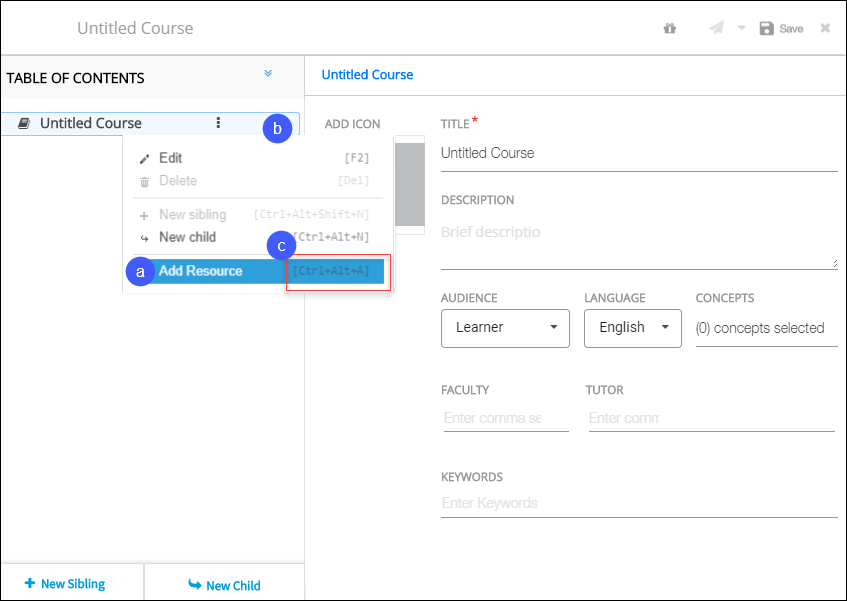 Untitled Course
Save
TABLE OF CONTENTS
Untitled Course
b
Edit [F2]
Delete [Del]
New sibling [Ctrl+Alt+Shift+N]
New child [Ctrl+Alt+N]
c
a
Add Resource [Ctrl+Alt+A]
New Sibling
New Child
Untitled Course
ADD ICON
TITLE*
Untitled Course
DESCRIPTION
Brief descriptio
AUDIENCE LANGUAGE CONCEPTS
Learner English (0) concepts selected
FACULTY TUTOR
Enter comma se Enter comm
KEYWORDS
Enter Keywords